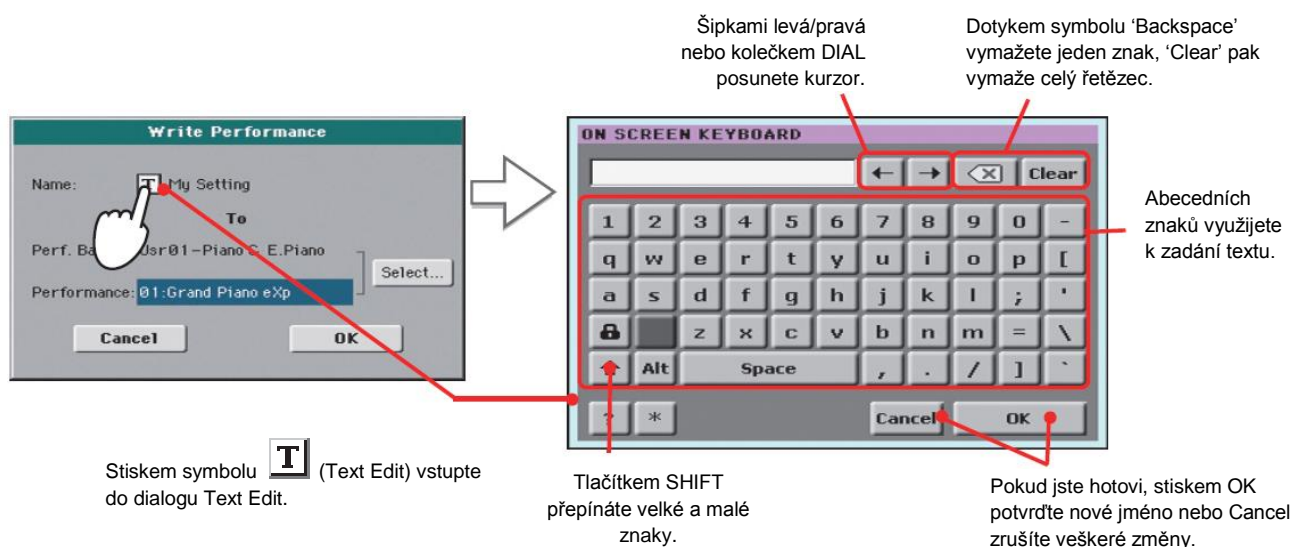 Šipkami levá/pravá
nebo kolečkem DIAL
posunete kurzor.
Dotykem symbolu ‘Backspace’
vymažete jeden znak, ‘Clear’ pak
vymaže celý řetězec.
Write Performance
Name: T My Setting
To
Perf. Ba Usr01-Piano & E.Piano
Select...
Performance: 01:Grand Piano eXp
Cancel OK
ON SCREEN KEYBOARD
← → Clear
1 2 3 4 5 6 7 8 9 0 -
q w e r t y u i o p [
a s d f g h j k l ; '
z x c v b n m = \
Alt Space , . / ] `
? *
Cancel OK
Abecedních
znaků využijete
k zadání textu.
Stiskem symbolu T (Text Edit) vstupte
do dialogu Text Edit.
Tlačítkem SHIFT
přepínáte velké a malé
znaky.
Pokud jste hotovi, stiskem OK
potvrďte nové jméno nebo Cancel
zrušíte veškeré změny.